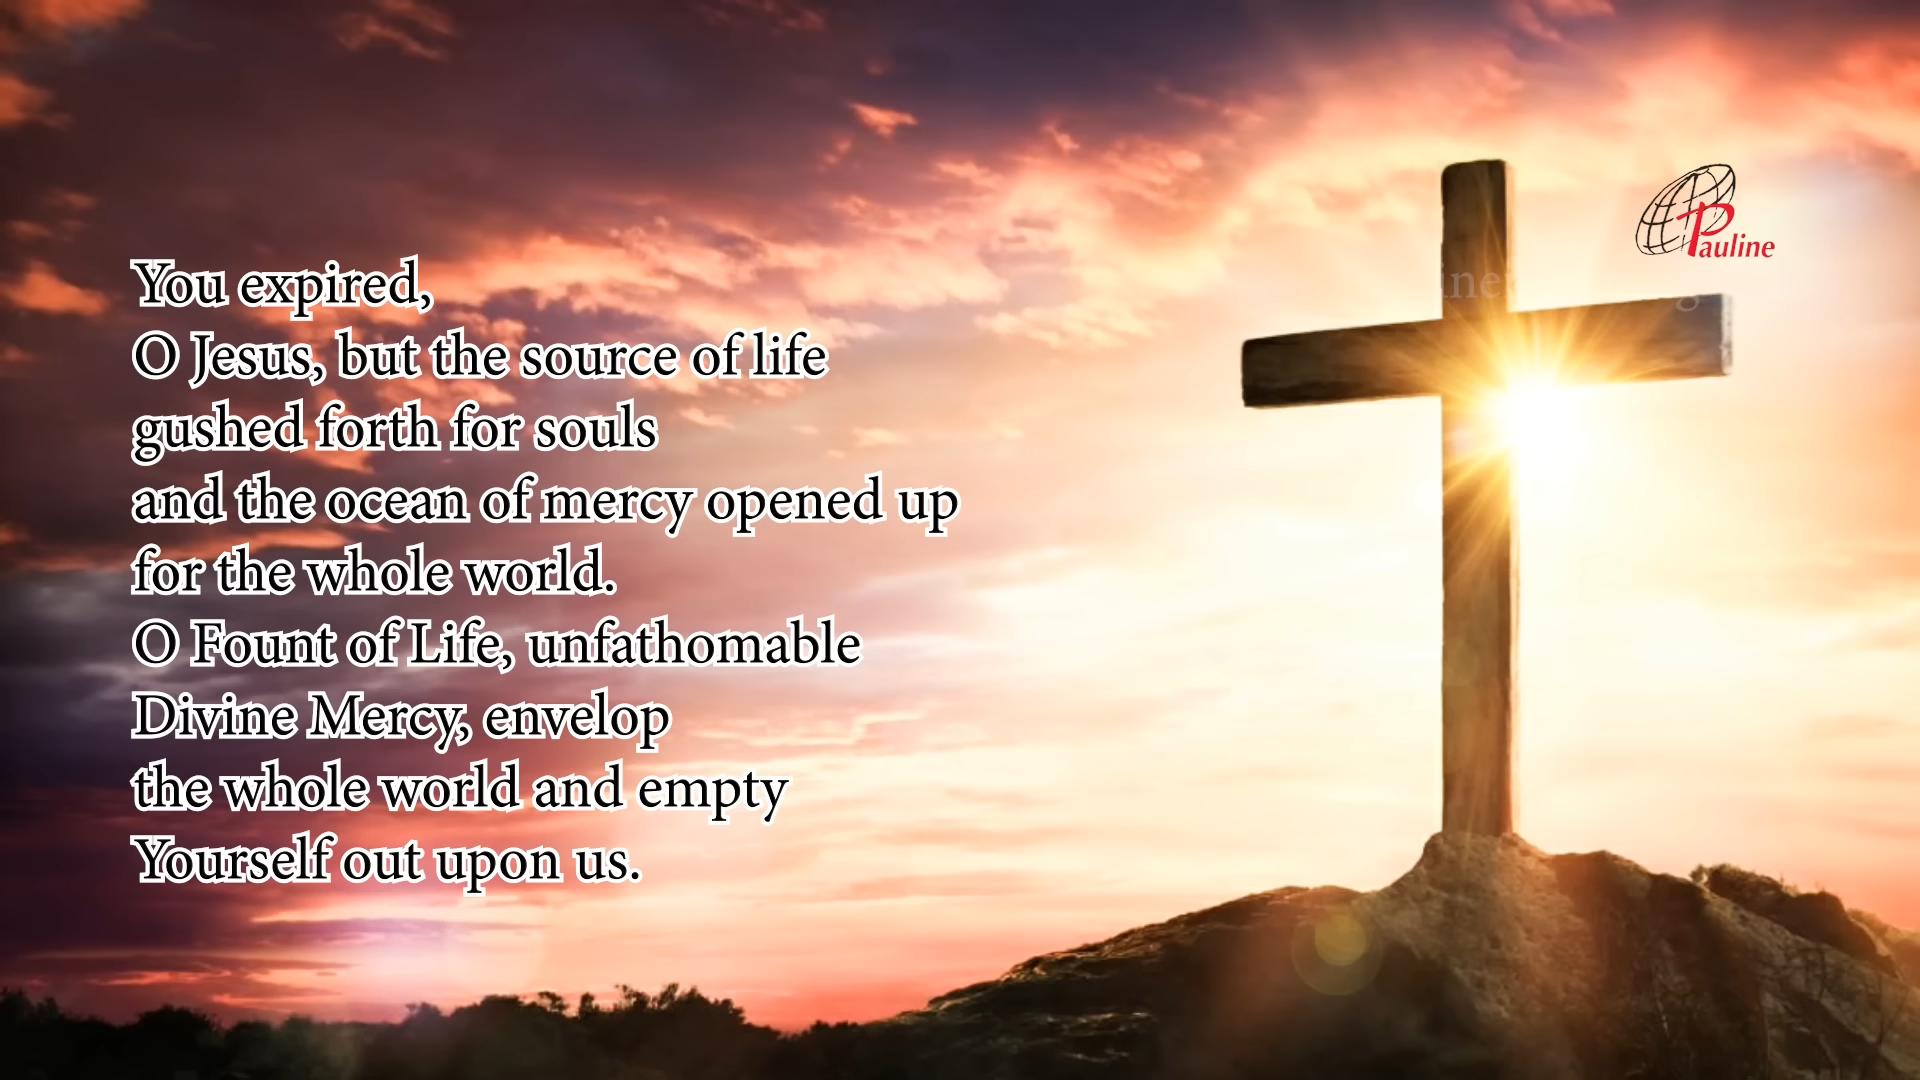 You expired,
O Jesus, but the source of life
gushed forth for souls
and the ocean of mercy opened up
for the whole world.
O Fount of Life, unfathomable
Divine Mercy, envelop
the whole world and empty
Yourself out upon us.
Pauline